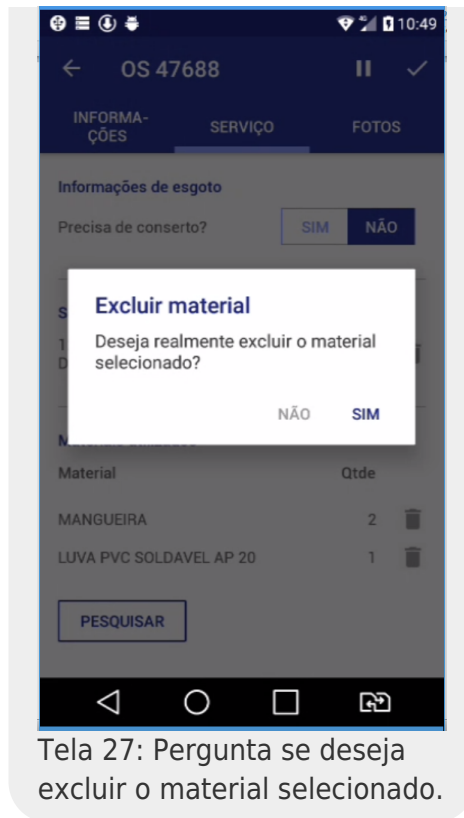 10:49
OS 47688
INFORMA-
ÇÕES
SERVIÇO
FOTOS
Informações de esgoto
Precisa de conserto?
SIM
NÃO
S
Excluir material
1
Deseja realmente excluir o material
D
selecionado?
NÃO
SIM
Material
Qtde
MANGUEIRA
2
LUVA PVC SOLDAVEL AP 20
1
PESQUISAR
Tela 27: Pergunta se deseja
excluir o material selecionado.